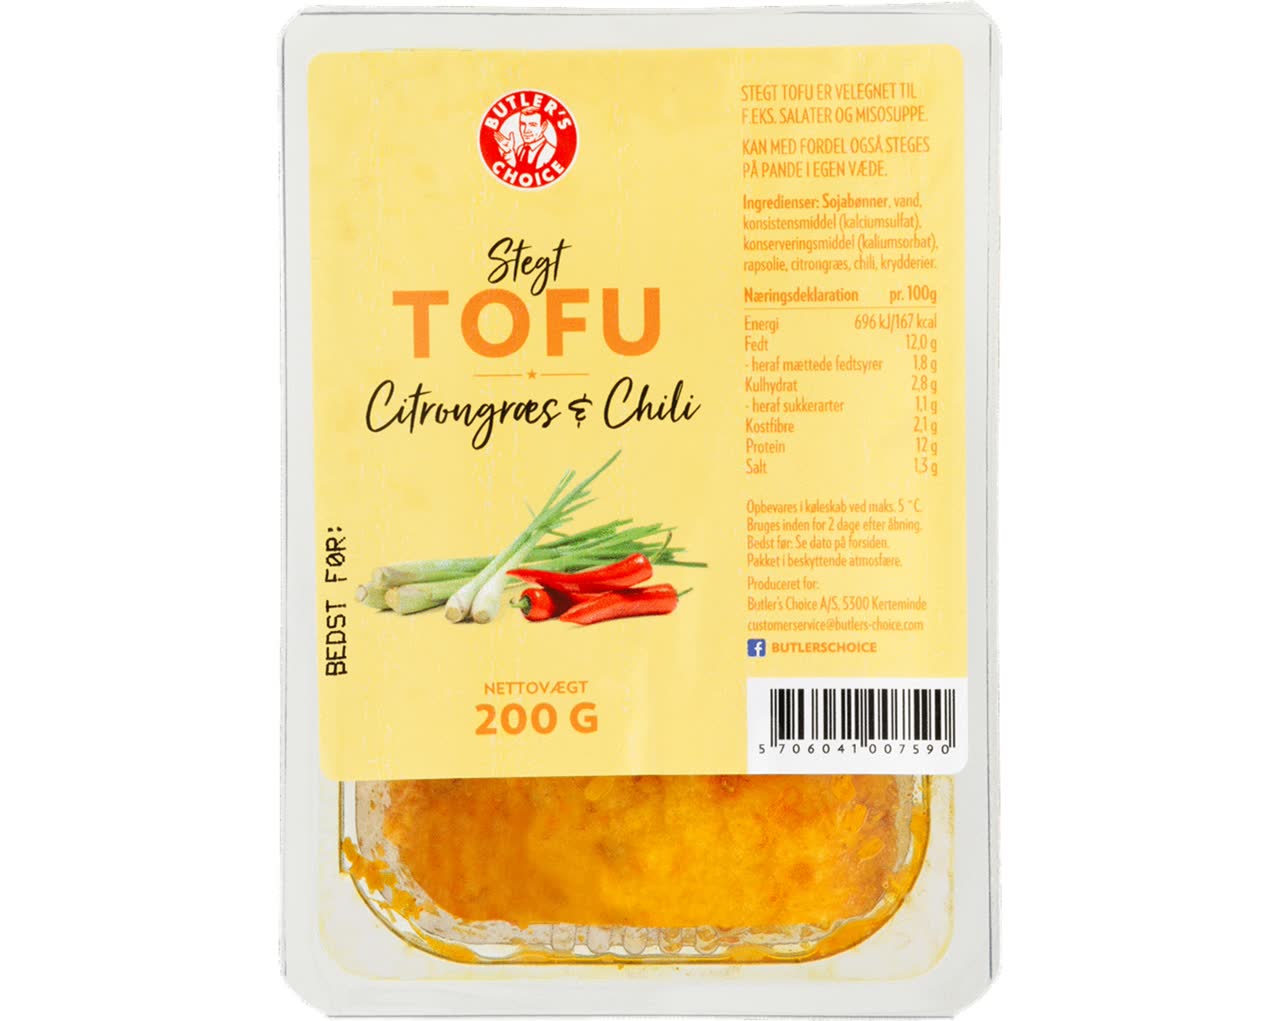 BUTLER'S
CHOICE
Stegt
TOFU
Citrongræs & Chili
BEDST FØR:
NETTOVÆGT
200 G
STEGT TOFU ER VELEGNET TIL
F.EKS. SALATER OG MISOSUPPE.
KAN MED FORDEL OGSÅ STEGES
PÅ PANDE I EGEN VÆDE.
Ingredienser: Sojabønner, vand,
konsistensmiddel (kalciumsulfat),
konserveringsmiddel (kaliumsorbat),
rapsolie, citrongræs, chili, krydderier.
Næringsdeklaration pr. 100g
Energi 696 kJ/167 kcal
Fedt 12,0 g
- heraf mættede fedtsyrer 1,8 g
Kulhydrat 2,8 g
- heraf sukkerarter 1,1 g
Kostfibre 2,1 g
Protein 12 g
Salt 1,3 g
Opbevares i køleskab ved maks. 5 °C.
Bruges inden for 2 dage efter åbning.
Bedst før: Se dato på forsiden.
Pakket i beskyttende atmosfære.
Produceret for:
Butler's Choice A/S, 5300 Kerteminde
customerservice@butlers-choice.com
f BUTLERSCHOICE
5 706041 007590